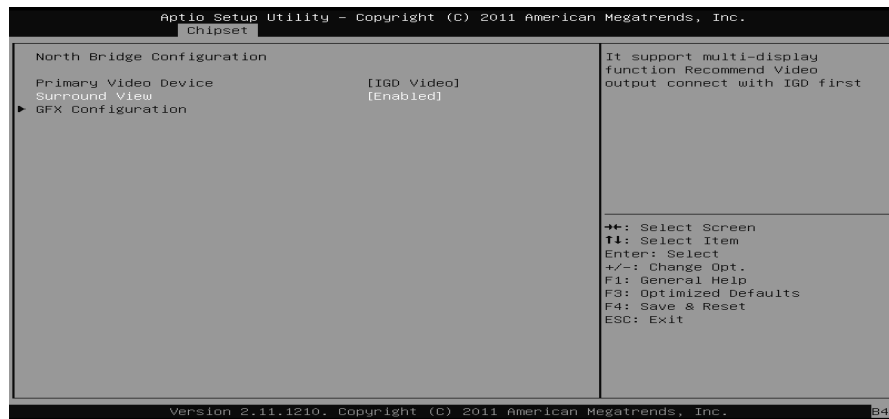 Aptio Setup Utility – Copyright (C) 2011 American Megatrends, Inc.
Chipset
North Bridge Configuration
Primary Video Device [IGD Video]
Surround View [Enabled]
► GFX Configuration
It support multi-display
function Recommend Video
output connect with IGD first
→←: Select Screen
↑↓: Select Item
Enter: Select
+/-: Change Opt.
F1: General Help
F3: Optimized Defaults
F4: Save & Reset
ESC: Exit
Version 2.11.1210. Copyright (C) 2011 American Megatrends, Inc.
B4